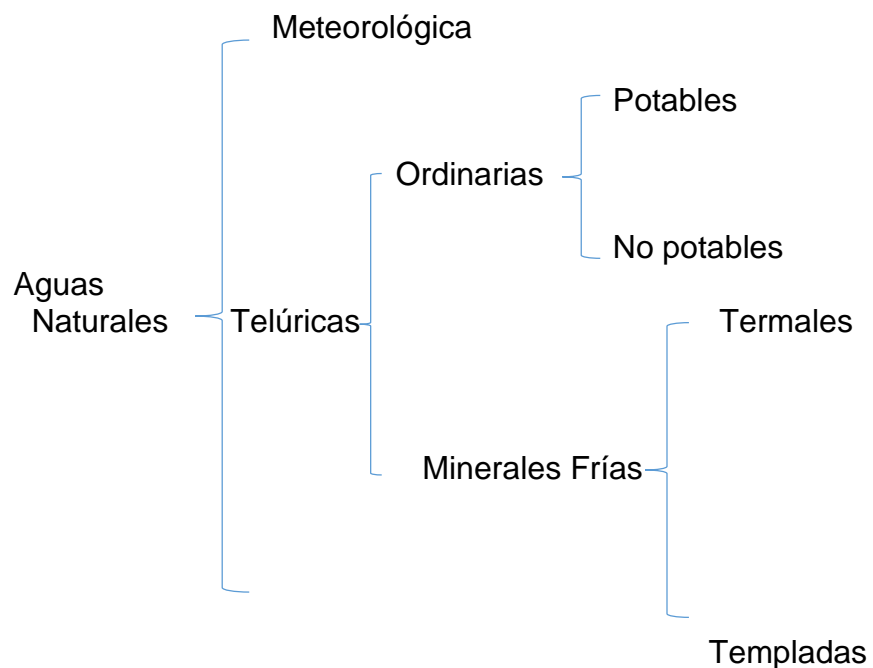 Meteorológica
Potables
Ordinarias
No potables
Aguas
Naturales
Telúricas
Termales
Minerales Frías
Templadas